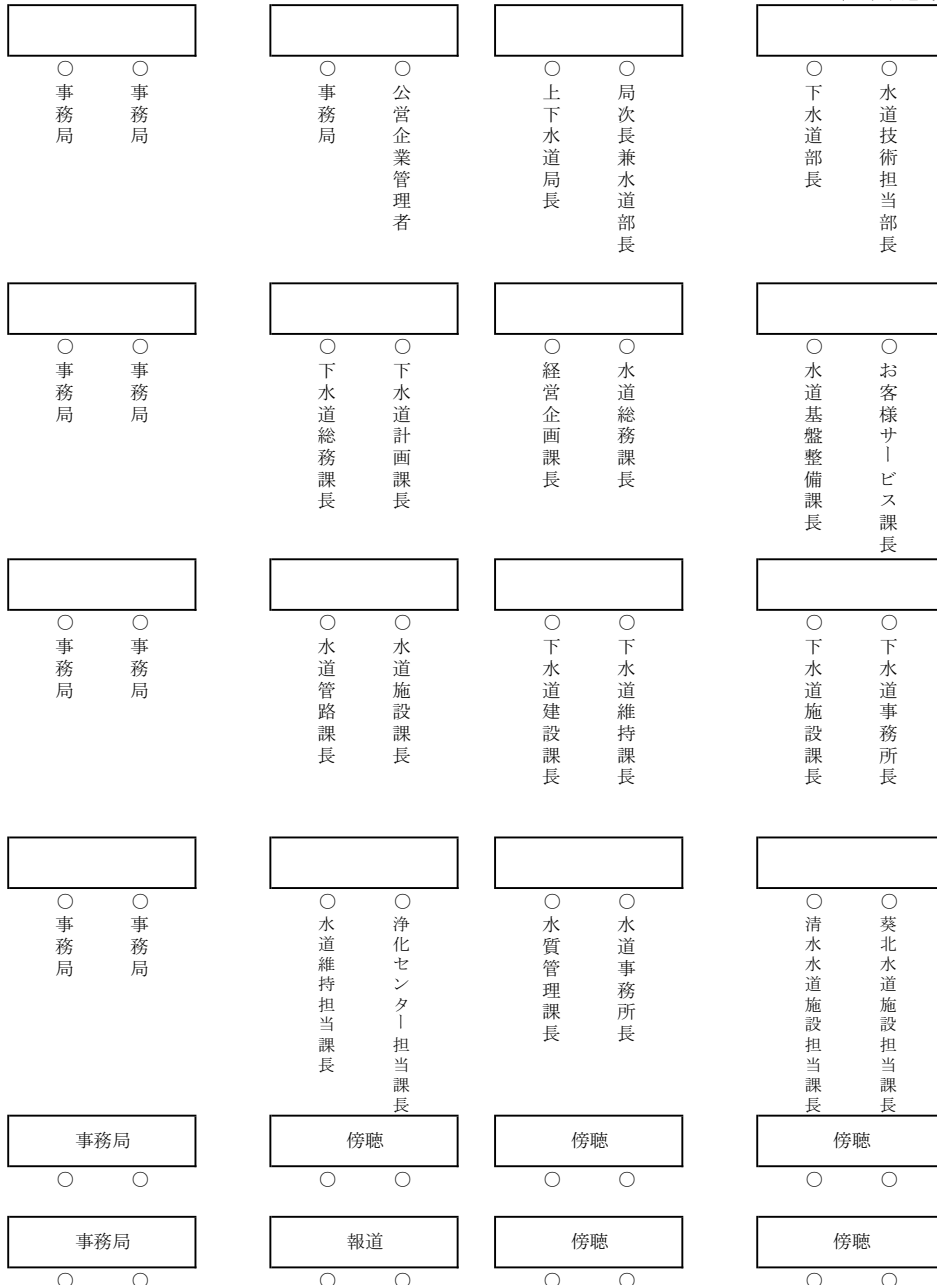 ○事務局
○事務局
○事務局
○公営企業管理者
○上下水道局長
○局次長兼水道部長
○下水道部長
○水道技術担当部長
○事務局
○事務局
○下水道総務課長
○下水道計画課長
○経営企画課長
○水道総務課長
○水道基盤整備課長
○お客様サービス課長
○事務局
○事務局
○水道管路課長
○水道施設課長
○下水道建設課長
○下水道維持課長
○下水道施設課長
○下水道事務所長
○事務局
○事務局
○水道維持担当課長
○浄化センター担当課長
○水質管理課長
○水道事務所長
○清水水道施設担当課長
○葵北水道施設担当課長
事務局 傍聴 傍聴 傍聴
○ ○ ○ ○ ○ ○ ○ ○
事務局 報道 傍聴 傍聴
○ ○ ○ ○ ○ ○ ○ ○